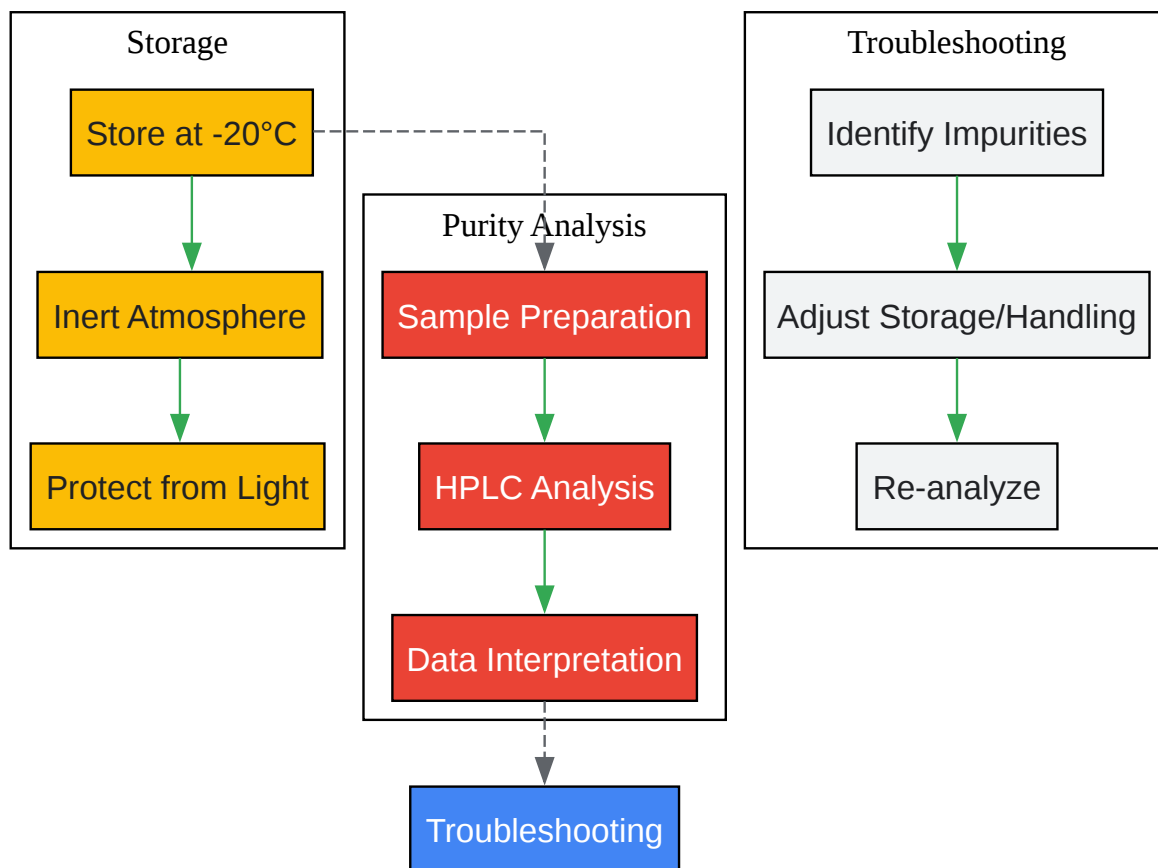 Storage
Store at -20°C
Inert Atmosphere
Protect from Light
Purity Analysis
Sample Preparation
HPLC Analysis
Data Interpretation
Troubleshooting
Troubleshooting
Identify Impurities
Adjust Storage/Handling
Re-analyze